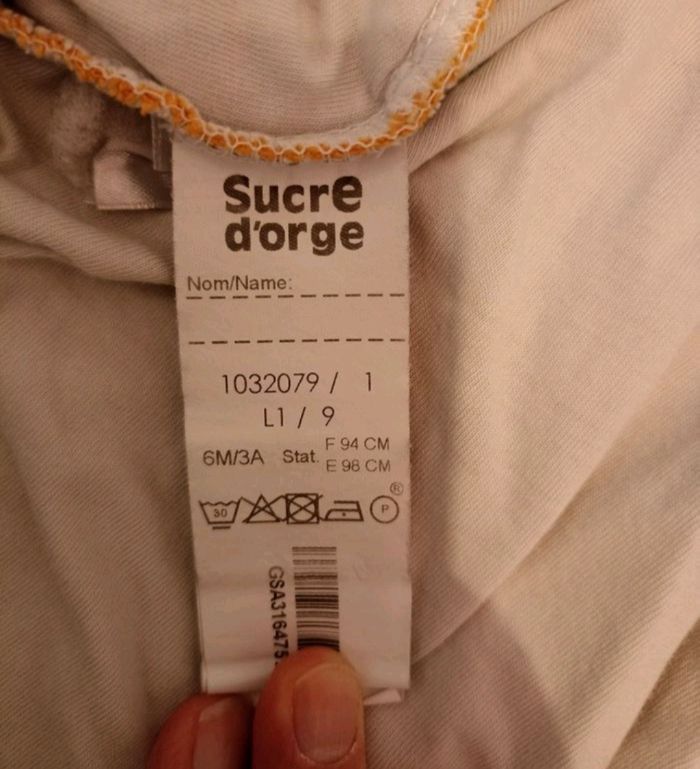 Sucre
d'orge
Nom/Name:
1032079 / 1
L1 / 9
6M/3A Stat. F 94 CM
E 98 CM
®
30 P
GSA316475